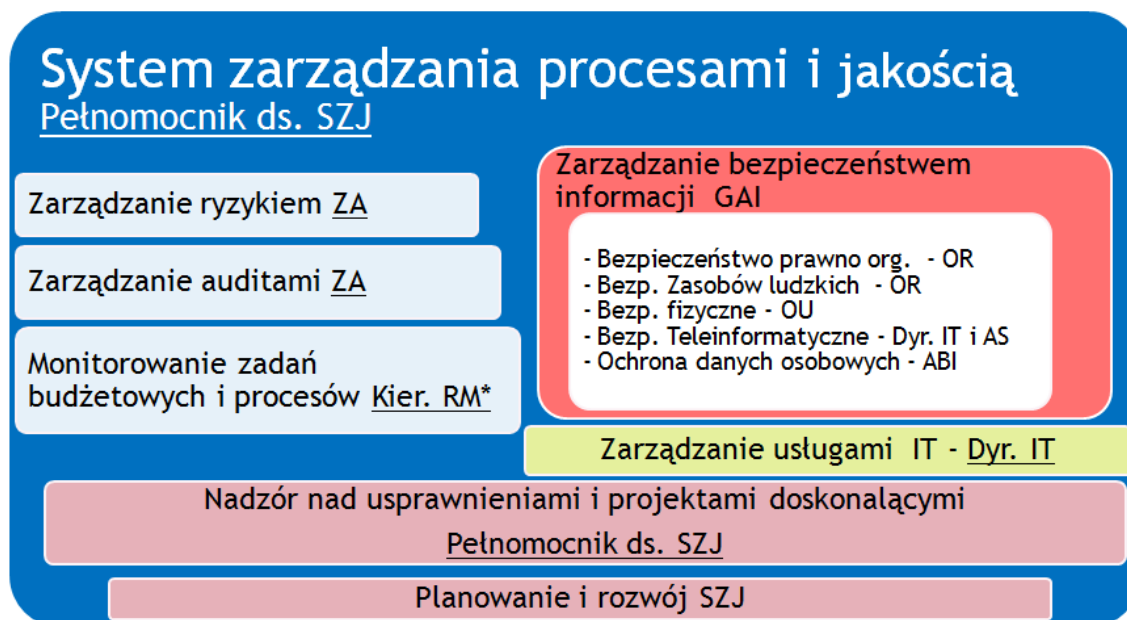 System zarządzania procesami i jakością
Pełnomocnik ds. SZJ
Zarządzanie ryzykiem ZA
Zarządzanie auditami ZA
Monitorowanie zadań
budżetowych i procesów Kier. RM*
Zarządzanie bezpieczeństwem
informacji GAI
- Bezpieczeństwo prawno org. - OR
- Bezp. Zasobów ludzkich - OR
- Bezp. fizyczne - OU
- Bezp. Teleinformatyczne - Dyr. IT i AS
- Ochrona danych osobowych - ABI
Zarządzanie usługami IT - Dyr. IT
Nadzór nad usprawnieniami i projektami doskonalącymi
Pełnomocnik ds. SZJ
Planowanie i rozwój SZJ